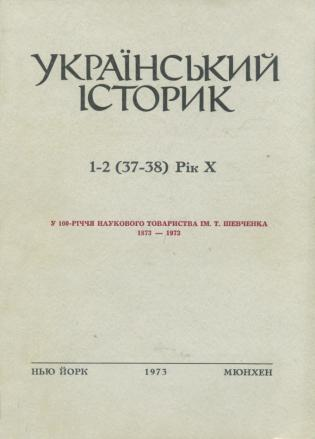 УКРАЇНСЬКИЙ
ІСТОРИК
1-2 (37-38) Рік X
У 100-РІЧЧЯ НАУКОВОГО ТОВАРИСТВА ІМ. Т. ШЕВЧЕНКА
1873 — 1973
НЬЮ ЙОРК 1973 МЮНХЕН